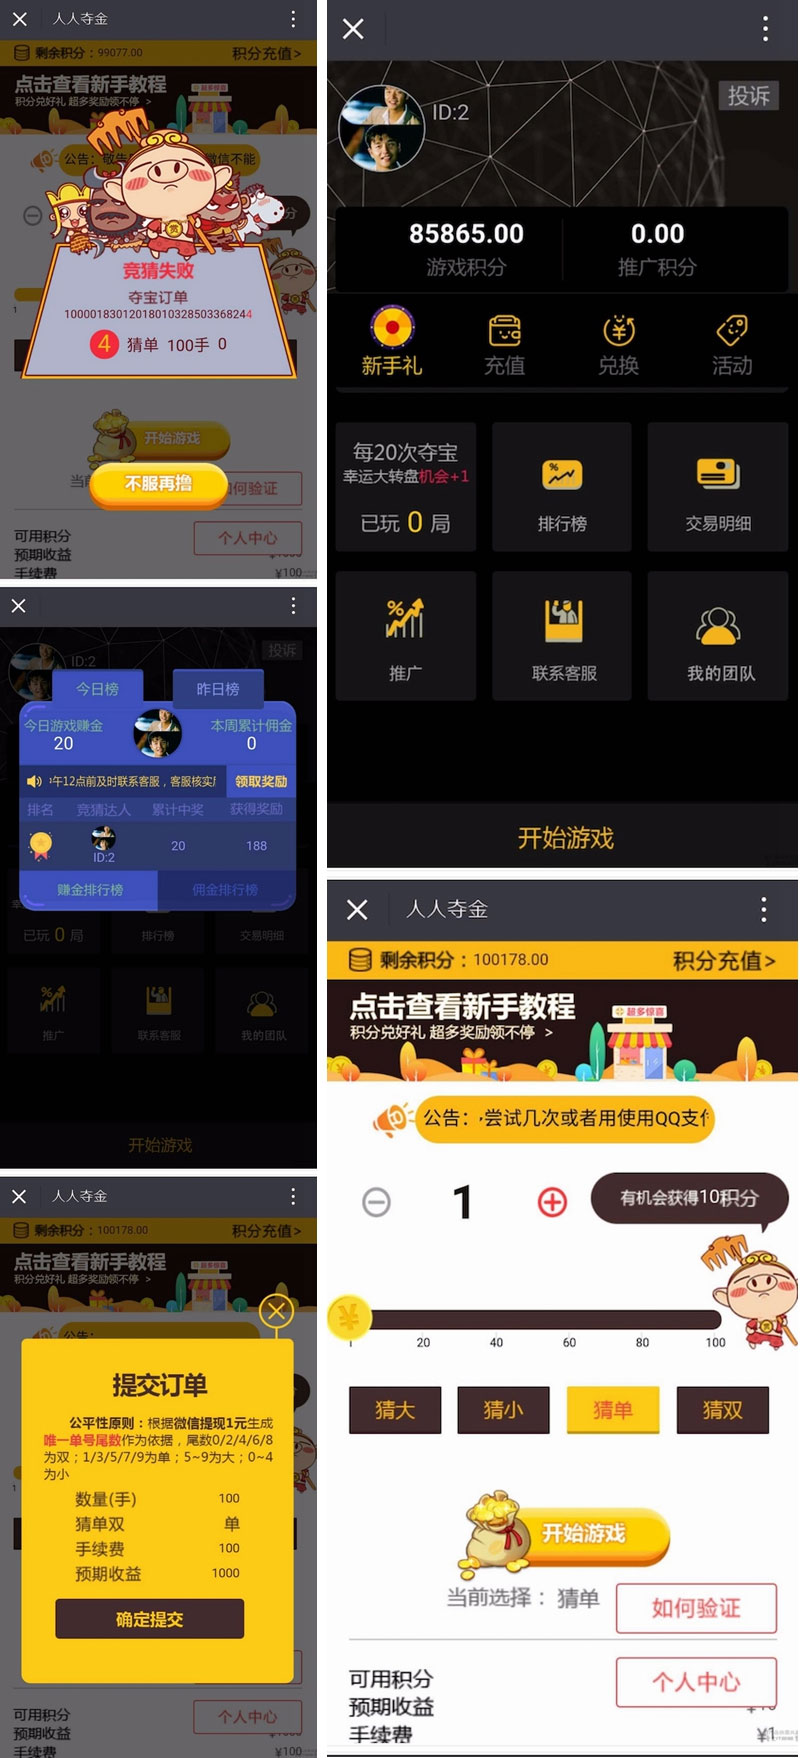 人人夺金
剩余积分：99077.00 积分充值>
点击查看新手教程
积分兑好礼 超多奖励领不停 >
超多惊喜
公告：敬告 微信不能
竞猜失败
夺宝订单
10000183012018010328503368244
4 猜单 100手 0
开始游戏
不服再撸
如何验证
可用积分
个人中心
预期收益
手续费
¥100
ID:2
投诉
今日榜 昨日榜
今日游戏赚金 本周累计佣金
20 0
午12点前及时联系客服，客服核实 领取奖励
排名 竞猜达人 累计中奖 获得奖励
ID:2 20 188
赚金排行榜 佣金排行榜
已玩 0 局 排行榜 交易明细
推广 联系客服 我的团队
开始游戏
人人夺金
剩余积分：100178.00 积分充值>
点击查看新手教程
积分兑好礼 超多奖励领不停 >
超多惊喜
公告：
提交订单
公平性原则：根据微信提现1元生成
唯一单号尾数作为依据，尾数0/2/4/6/8
为双；1/3/5/7/9为单；5~9为大；0~4
为小
数量(手) 100
猜单双 单
手续费 100
预期收益 1000
确定提交
可用积分
个人中心
预期收益
手续费
¥100
ID:2
投诉
85865.00 0.00
游戏积分 推广积分
新手礼 充值 兑换 活动
每20次夺宝
幸运大转盘机会+1
已玩 0 局
排行榜 交易明细
推广 联系客服 我的团队
开始游戏
人人夺金
剩余积分：100178.00 积分充值>
点击查看新手教程
积分兑好礼 超多奖励领不停 >
超多惊喜
公告： 尝试几次或者用使用QQ支付
1
有机会获得10积分
1 20 40 60 80 100
猜大 猜小 猜单 猜双
开始游戏
当前选择：猜单
如何验证
可用积分
个人中心
预期收益
手续费
¥1